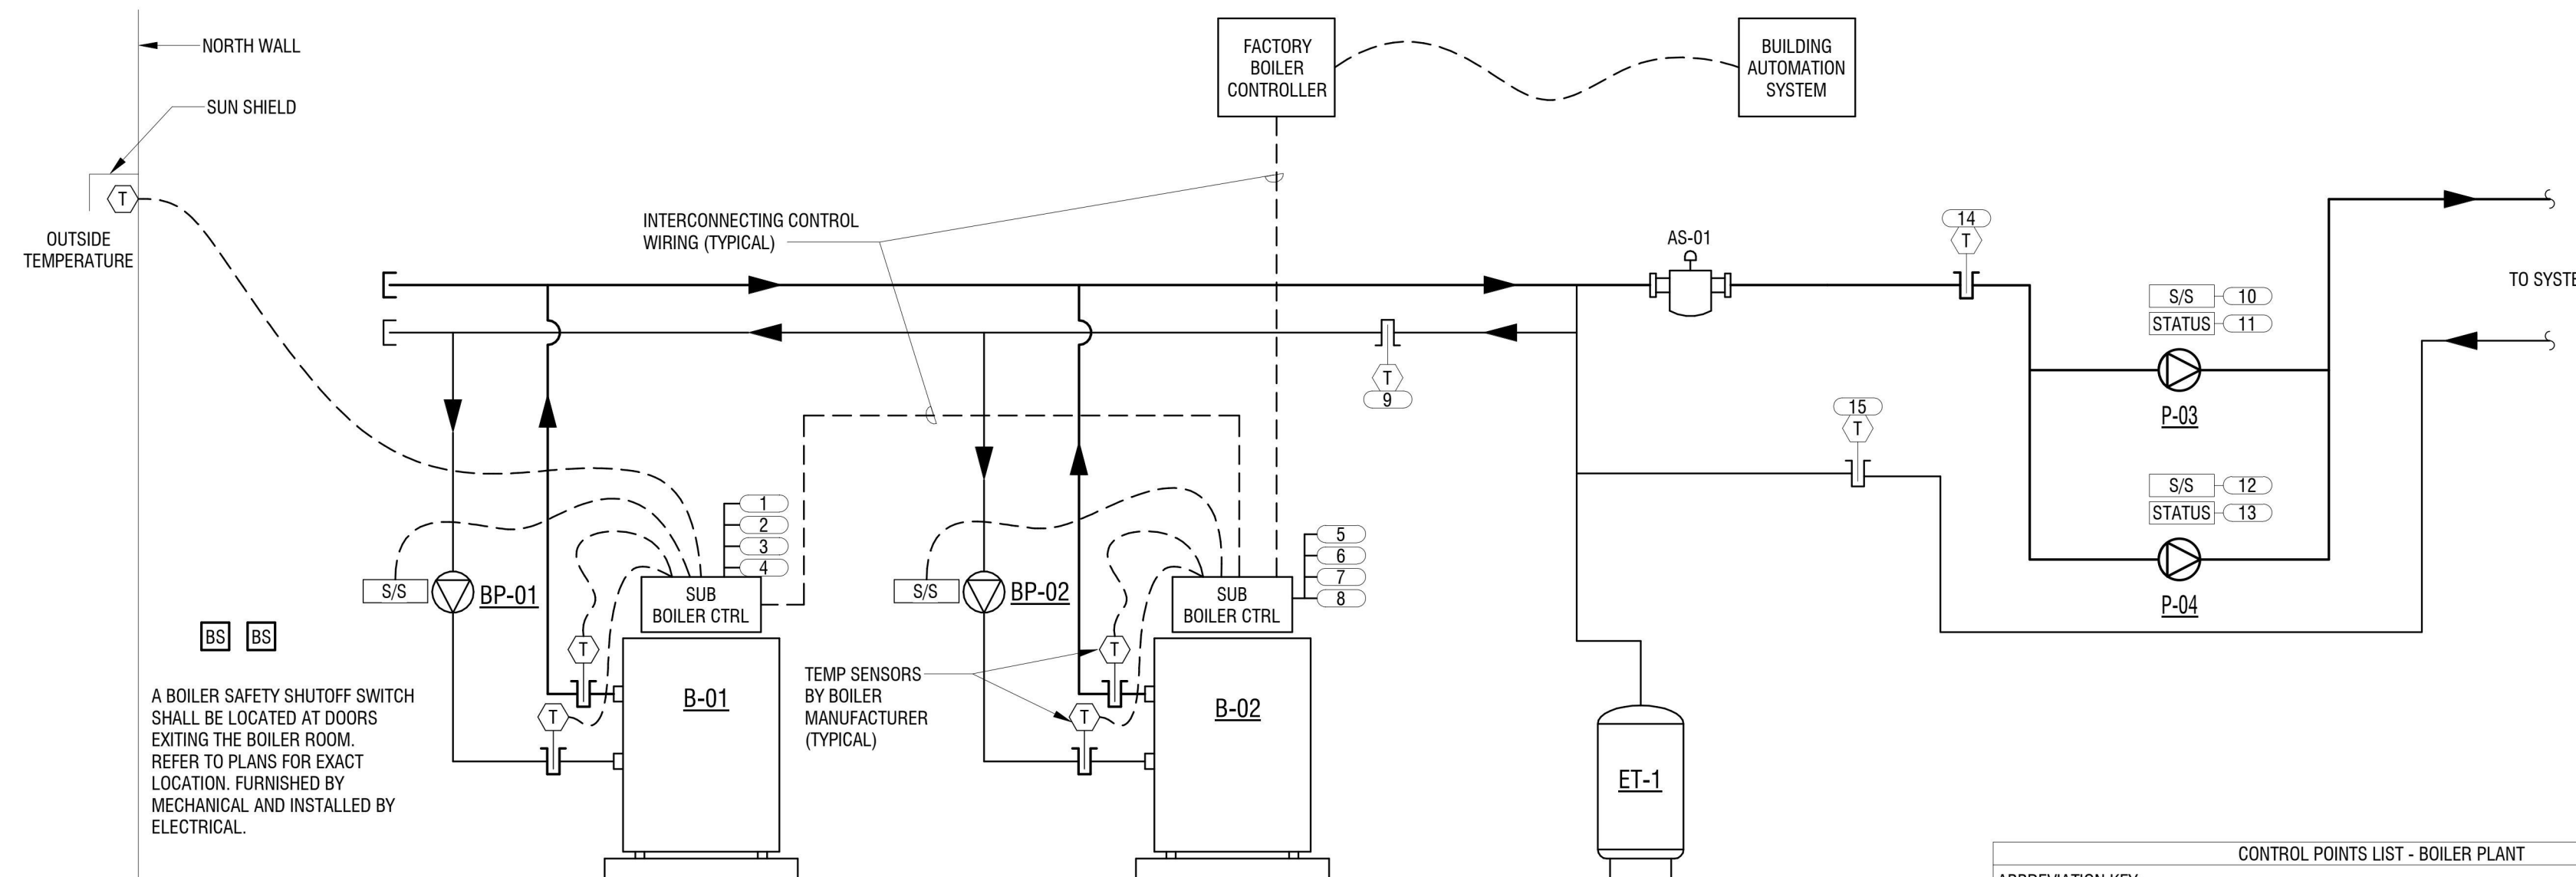 NORTH WALL
SUN SHIELD
T
OUTSIDE
TEMPERATURE
FACTORY
BOILER
CONTROLLER
BUILDING
AUTOMATION
SYSTEM
INTERCONNECTING CONTROL
WIRING (TYPICAL)
AS-01
14
T
TO SYSTE
S/S 10
STATUS 11
P-03
T
9
15
T
S/S 12
STATUS 13
P-04
1
2
3
4
5
6
7
8
S/S
BP-01
SUB
BOILER CTRL
S/S
BP-02
SUB
BOILER CTRL
BS BS
T
T
B-01
T
T
B-02
TEMP SENSORS
BY BOILER
MANUFACTURER
(TYPICAL)
A BOILER SAFETY SHUTOFF SWITCH
SHALL BE LOCATED AT DOORS
EXITING THE BOILER ROOM.
REFER TO PLANS FOR EXACT
LOCATION. FURNISHED BY
MECHANICAL AND INSTALLED BY
ELECTRICAL.
ET-1
CONTROL POINTS LIST - BOILER PLANT